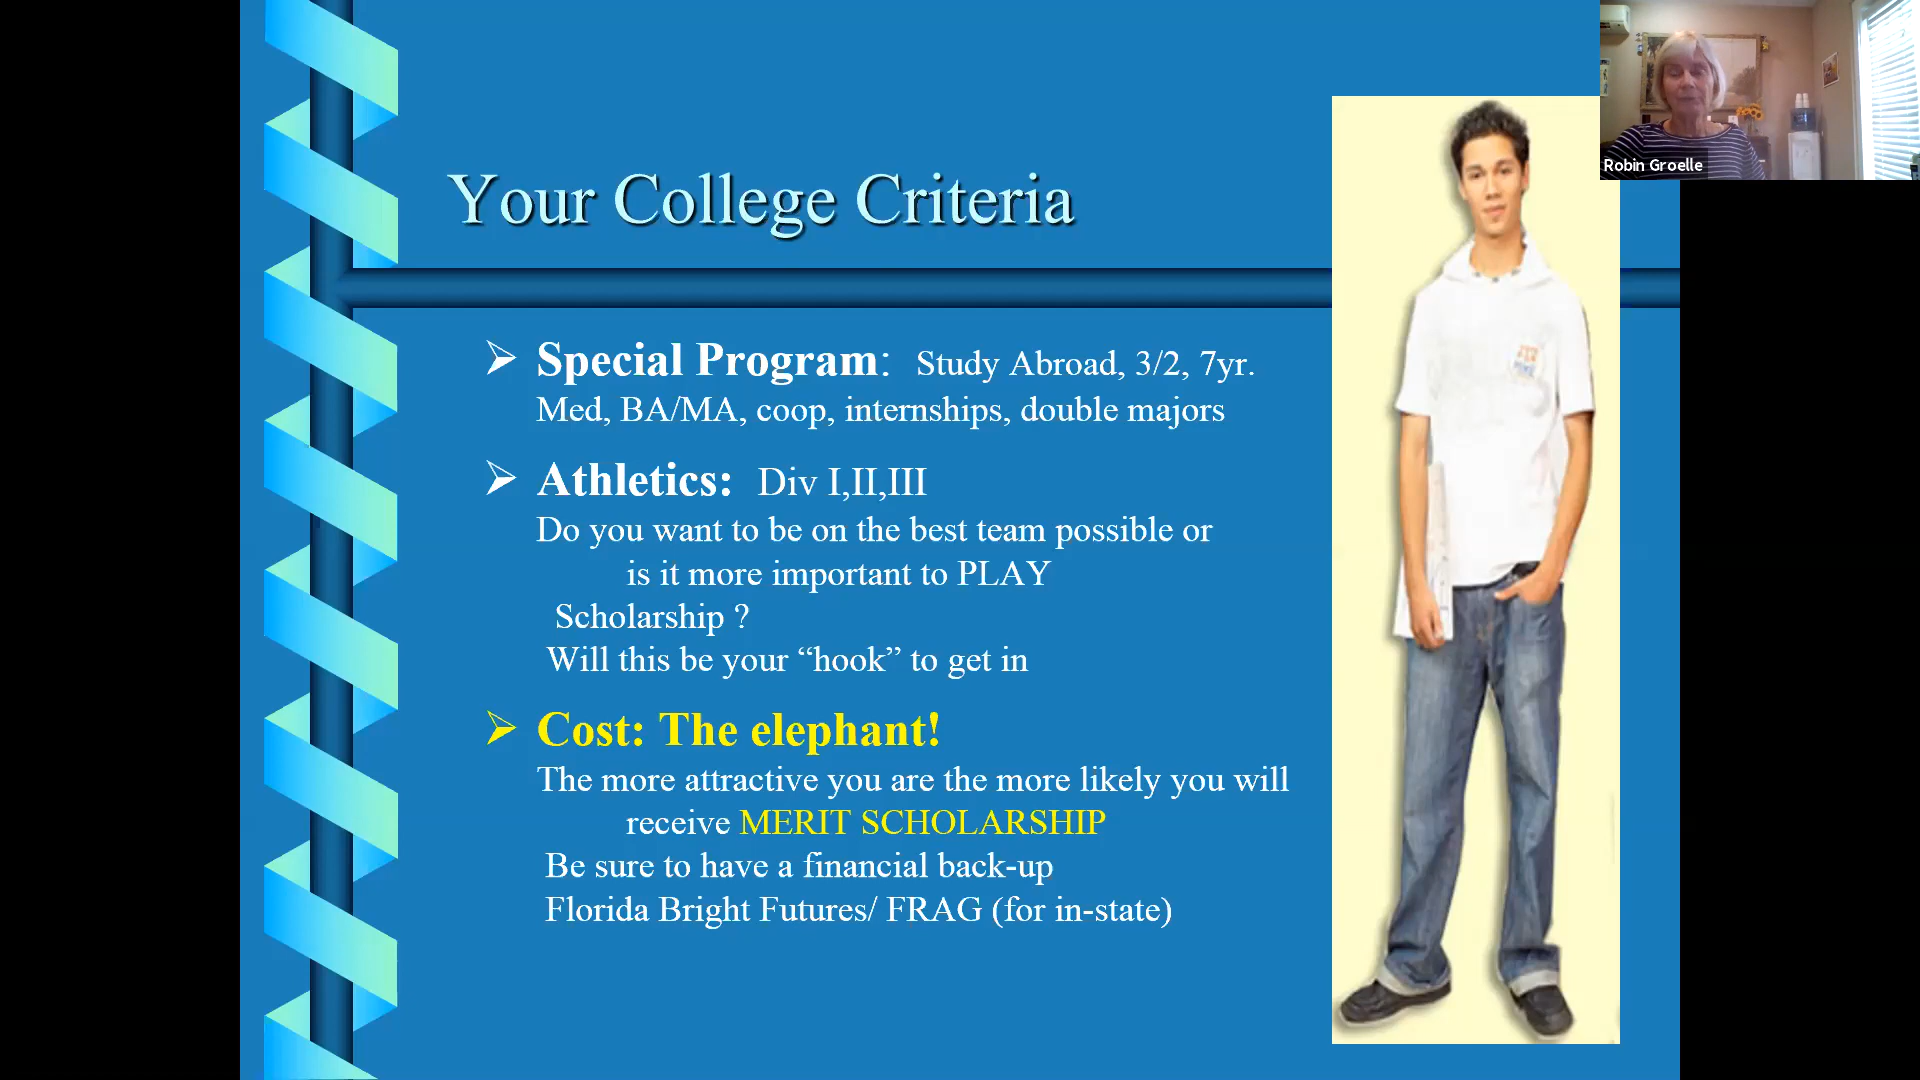 Robin Groelle
Your College Criteria
➢ Special Program: Study Abroad, 3/2, 7yr.
Med, BA/MA, coop, internships, double majors
➢ Athletics: Div I,II,III
Do you want to be on the best team possible or
is it more important to PLAY
Scholarship ?
Will this be your “hook” to get in
➢ Cost: The elephant!
The more attractive you are the more likely you will
receive MERIT SCHOLARSHIP
Be sure to have a financial back-up
Florida Bright Futures/ FRAG (for in-state)